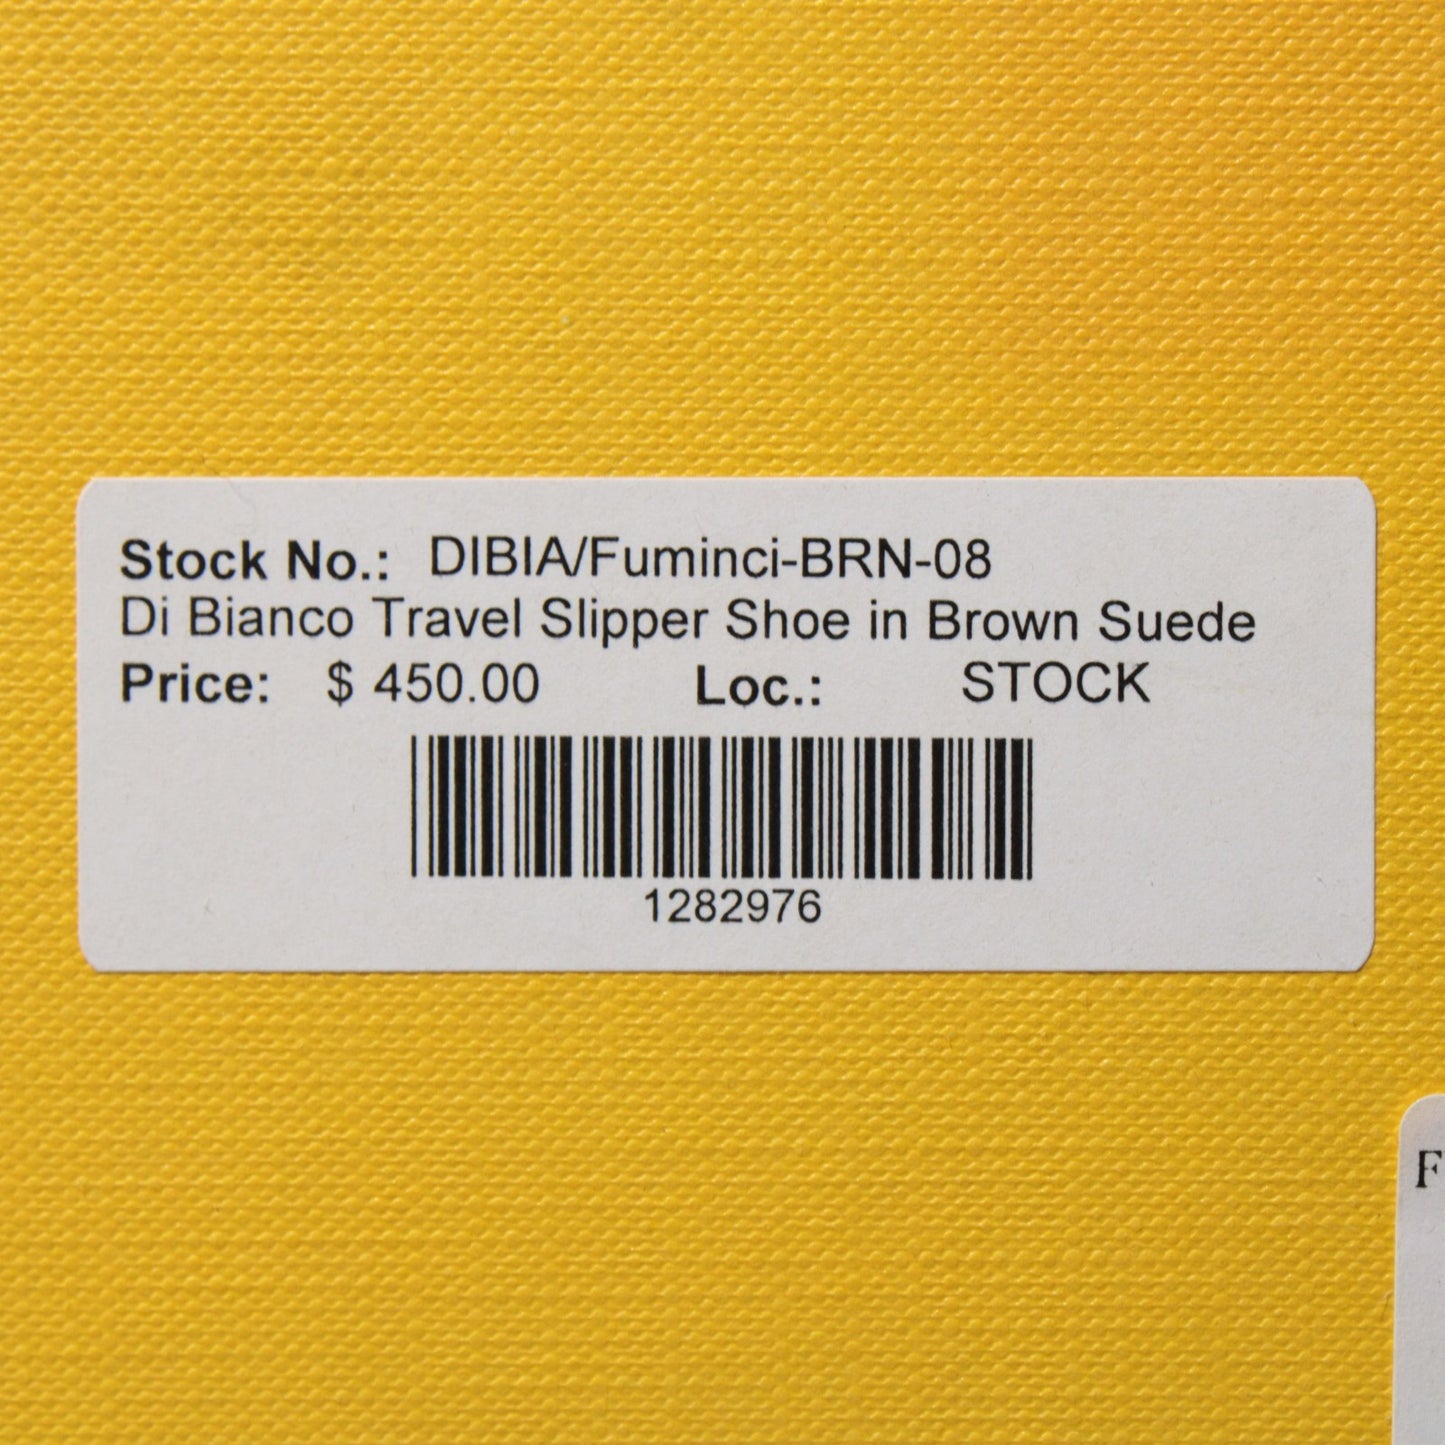 Stock No.: DIBIA/Fuminci-BRN-08
Di Bianco Travel Slipper Shoe in Brown Suede
Price: $ 450.00 Loc.: STOCK
1282976
F